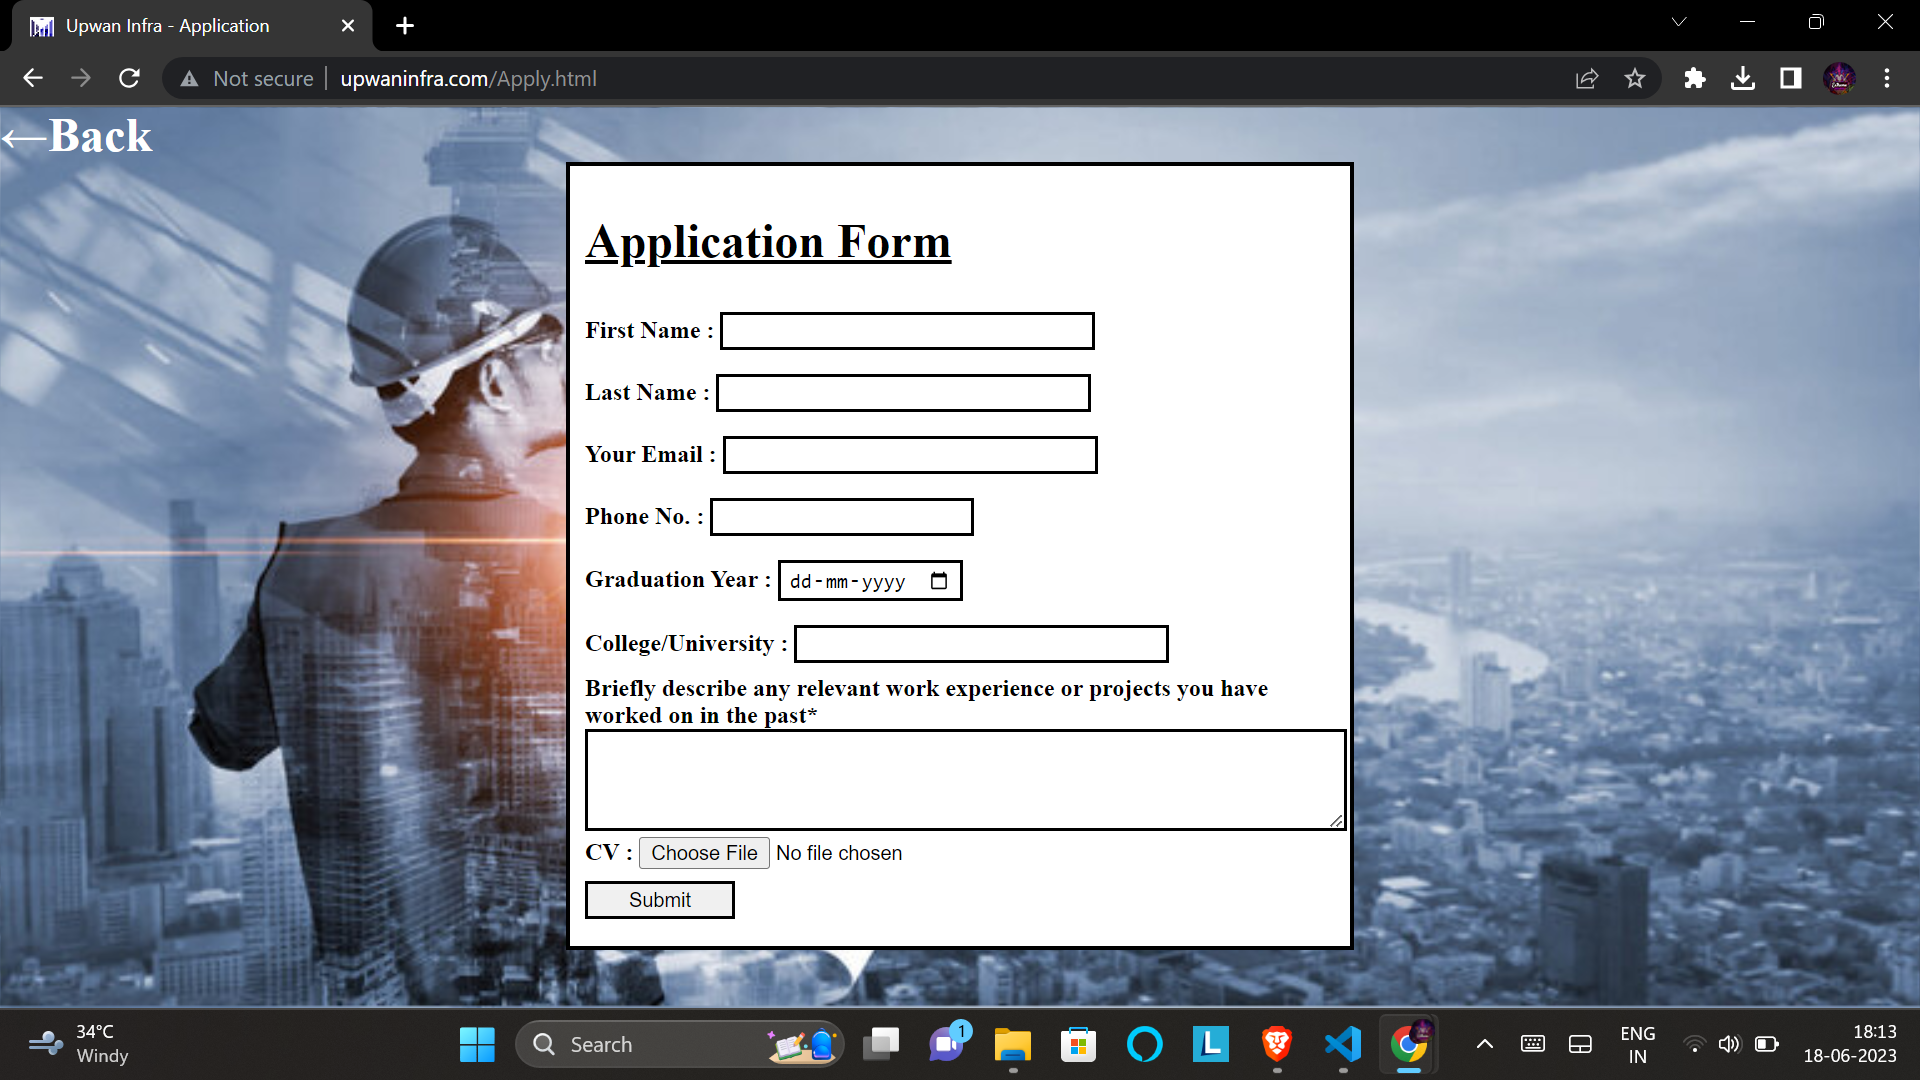 Upwan Infra - Application
Not secure
upwaninfra.com/Apply.html
←Back
Application Form
First Name :
Last Name :
Your Email :
Phone No. :
Graduation Year : dd-mm-yyyy
College/University :
Briefly describe any relevant work experience or projects you have
worked on in the past*
CV : Choose File No file chosen
Submit
34°C
Windy
Search
1
L
ENG
IN
18:13
18-06-2023